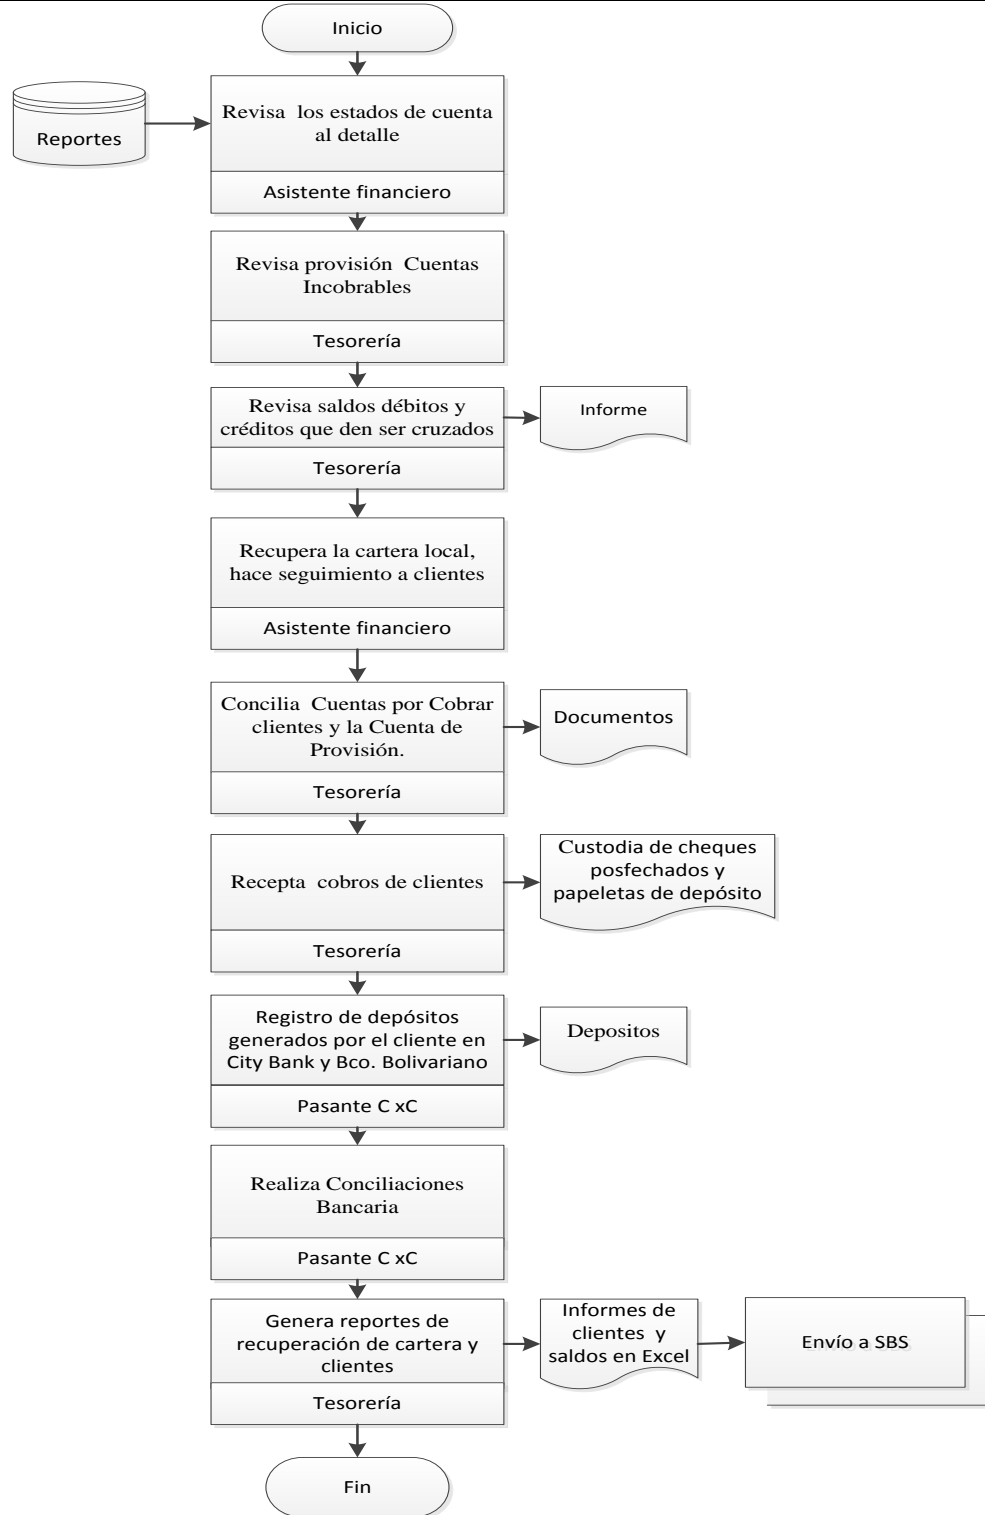 Inicio
Reportes
Revisa los estados de cuenta
al detalle
Asistente financiero
Revisa provisión Cuentas
Incobrables
Tesorería
Revisa saldos débitos y
créditos que den ser cruzados
Tesorería
Informe
Recupera la cartera local,
hace seguimiento a clientes
Asistente financiero
Concilia Cuentas por Cobrar
clientes y la Cuenta de
Provisión.
Tesorería
Documentos
Recepta cobros de clientes
Tesorería
Custodia de cheques
posfechados y
papeletas de depósito
Registro de depósitos
generados por el cliente en
City Bank y Bco. Bolivariano
Pasante C xC
Depositos
Realiza Conciliaciones
Bancaria
Pasante C xC
Genera reportes de
recuperación de cartera y
clientes
Tesorería
Informes de
clientes y
saldos en Excel
Envío a SBS
Fin